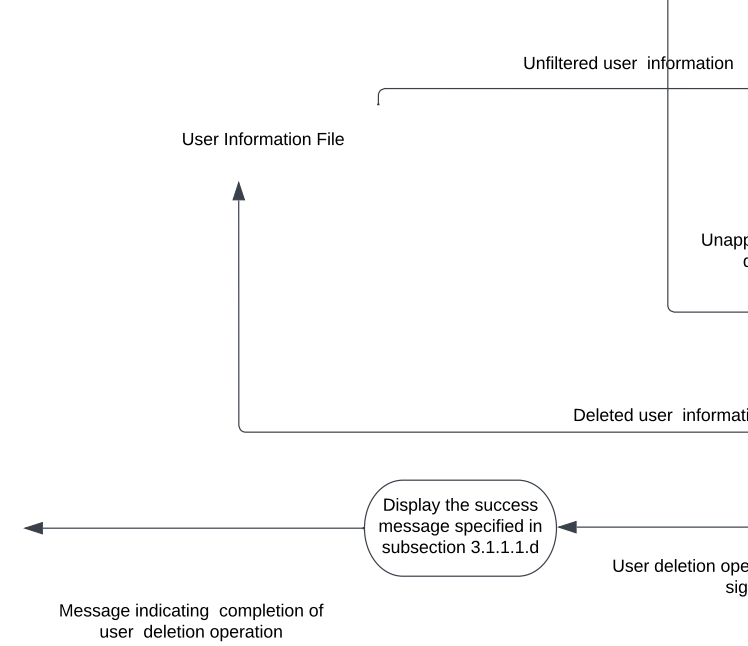 Unfiltered user  information
User Information File
Deleted user
Display the success
message specified in
subsection 3.1.1.1.d
User deletion
Message indicating  completion of
user  deletion operation